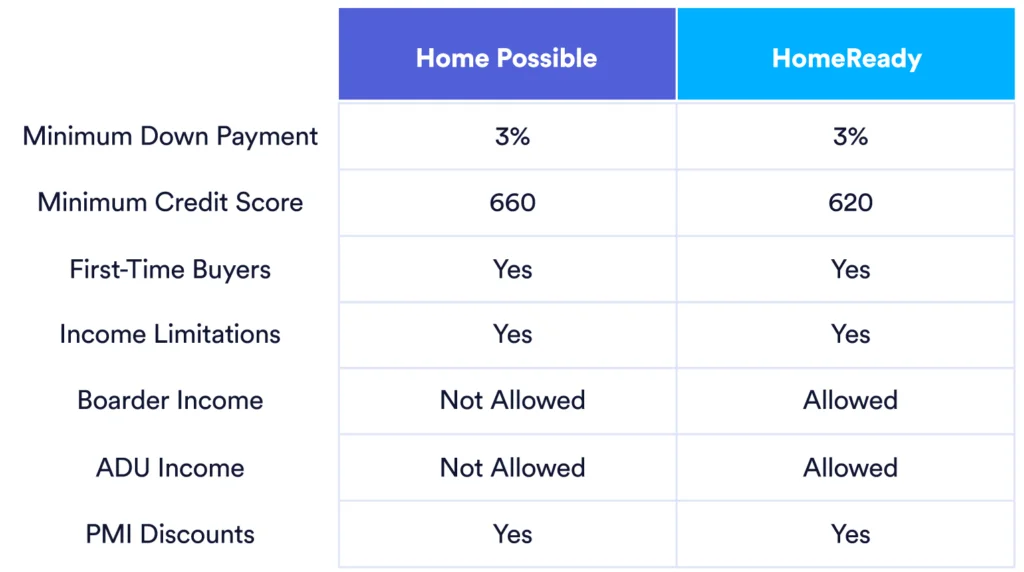 Home Possible HomeReady
Minimum Down Payment 3% 3%
Minimum Credit Score 660 620
First-Time Buyers Yes Yes
Income Limitations Yes Yes
Boarder Income Not Allowed Allowed
ADU Income Not Allowed Allowed
PMI Discounts Yes Yes